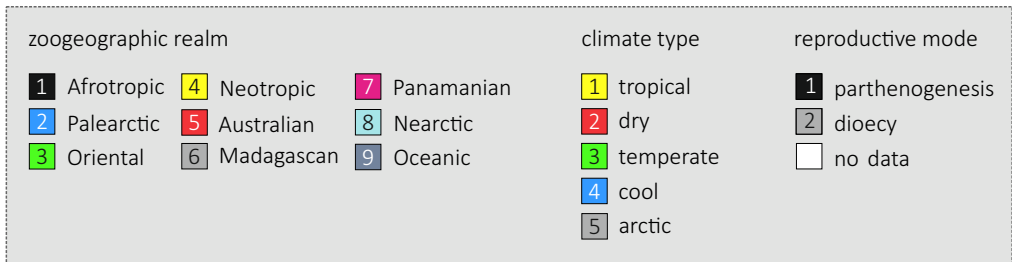 zoogeographic realm climate type reproductive mode
1 Afrotropic 4 Neotropic 7 Panamanian 1 tropical 1 parthenogenesis
2 Palearctic 5 Australian 8 Nearctic 2 dry 2 dioecy
3 Oriental 6 Madagascan 9 Oceanic 3 temperate no data
4 cool
5 arctic